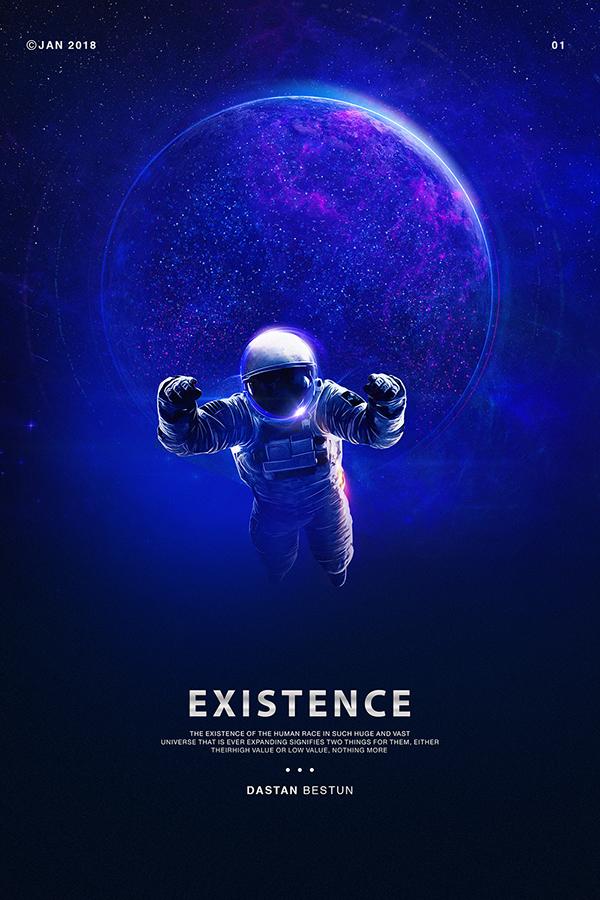 ©JAN 2018
01
EXISTENCE
THE EXISTENCE OF THE HUMAN RACE IN SUCH HUGE AND VAST
UNIVERSE THAT IS EVER EXPANDING SIGNIFIES TWO THINGS FOR THEM, EITHER
THEIRHIGH VALUE OR LOW VALUE, NOTHING MORE
DASTAN BESTUN